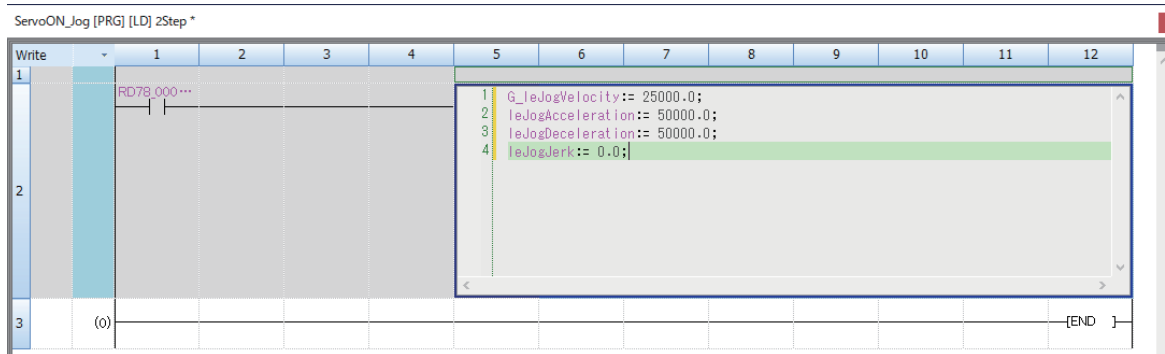 ServoON_Jog [PRG] [LD] 2Step *
Write 1 2 3 4 5 6 7 8 9 10 11 12
1
RD78_000…
1 G_leJogVelocity:= 25000.0;
2 leJogAcceleration:= 50000.0;
3 leJogDeceleration:= 50000.0;
4 leJogJerk:= 0.0;
2
3 (0) [END ]